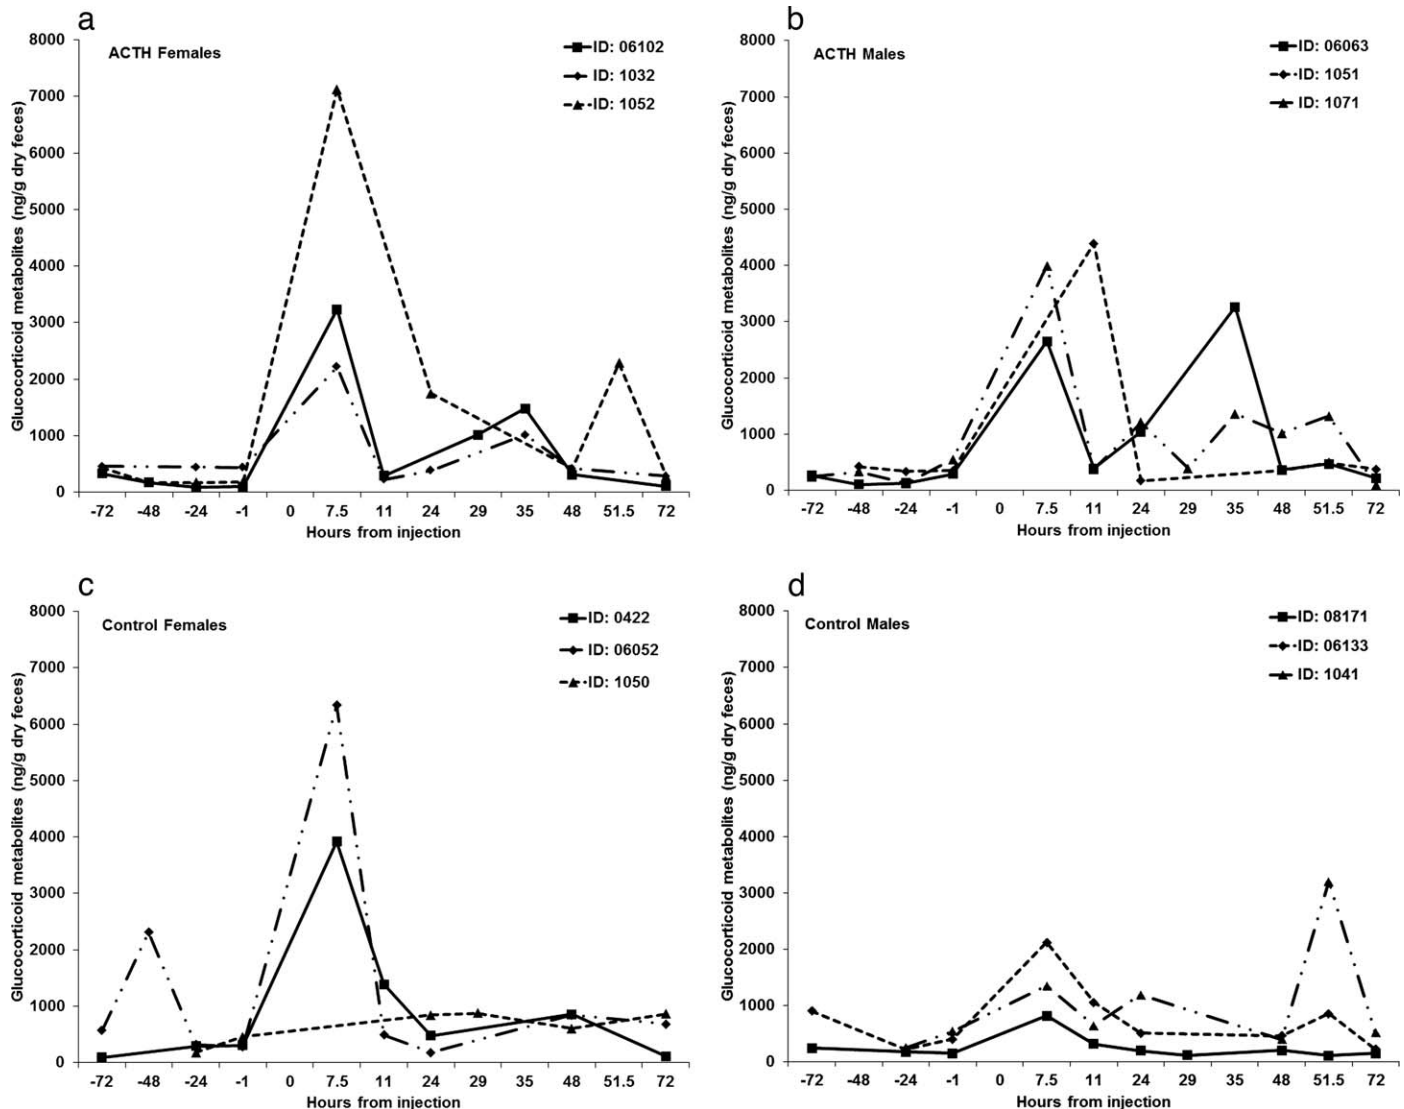 a
ACTH Females
ID: 06102
ID: 1032
ID: 1052
8000
7000
6000
5000
4000
3000
2000
1000
0
Glucocorticoid metabolites (ng/g dry feces)
-72 -48 -24 -1 0 7.5 11 24 29 35 48 51.5 72
Hours from injection
b
ACTH Males
ID: 06063
ID: 1051
ID: 1071
8000
7000
6000
5000
4000
3000
2000
1000
0
Glucocorticoid metabolites (ng/g dry feces)
-72 -48 -24 -1 0 7.5 11 24 29 35 48 51.5 72
Hours from injection
c
Control Females
ID: 0422
ID: 06052
ID: 1050
8000
7000
6000
5000
4000
3000
2000
1000
0
Glucocorticoid metabolites (ng/g dry feces)
-72 -48 -24 -1 0 7.5 11 24 29 35 48 51.5 72
Hours from injection
d
Control Males
ID: 08171
ID: 06133
ID: 1041
8000
7000
6000
5000
4000
3000
2000
1000
0
Glucocorticoid metabolites (ng/g dry feces)
-72 -48 -24 -1 0 7.5 11 24 29 35 48 51.5 72
Hours from injection